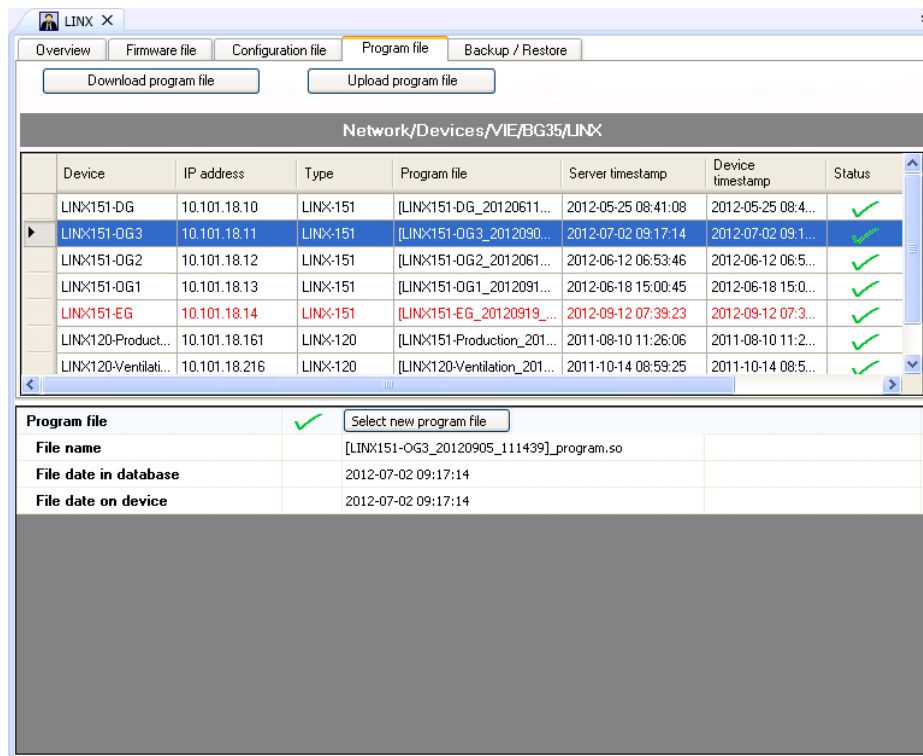 LINX
Overview Firmware file Configuration file Program file Backup / Restore
Download program file Upload program file
Network/Devices/VIE/BG35/LINX
Device IP address Type Program file Server timestamp Device timestamp Status
LINX151-DG 10.101.18.10 LINX-151 [LINX151-DG_20120611... 2012-05-25 08:41:08 2012-05-25 08:4...
LINX151-OG3 10.101.18.11 LINX-151 [LINX151-OG3_2012090... 2012-07-02 09:17:14 2012-07-02 09:1...
LINX151-OG2 10.101.18.12 LINX-151 [LINX151-OG2_2012061... 2012-06-12 06:53:46 2012-06-12 06:5...
LINX151-OG1 10.101.18.13 LINX-151 [LINX151-OG1_2012091... 2012-06-18 15:00:45 2012-06-18 15:0...
LINX151-EG 10.101.18.14 LINX-151 [LINX151-EG_20120919_... 2012-09-12 07:39:23 2012-09-12 07:3...
LINX120-Product... 10.101.18.161 LINX-120 [LINX151-Production_201... 2011-08-10 11:26:06 2011-08-10 11:2...
LINX120-Ventilati... 10.101.18.216 LINX-120 [LINX120-Ventilation_201... 2011-10-14 08:59:25 2011-10-14 08:5...
Program file Select new program file
File name [LINX151-OG3_20120905_111439]_program.so
File date in database 2012-07-02 09:17:14
File date on device 2012-07-02 09:17:14